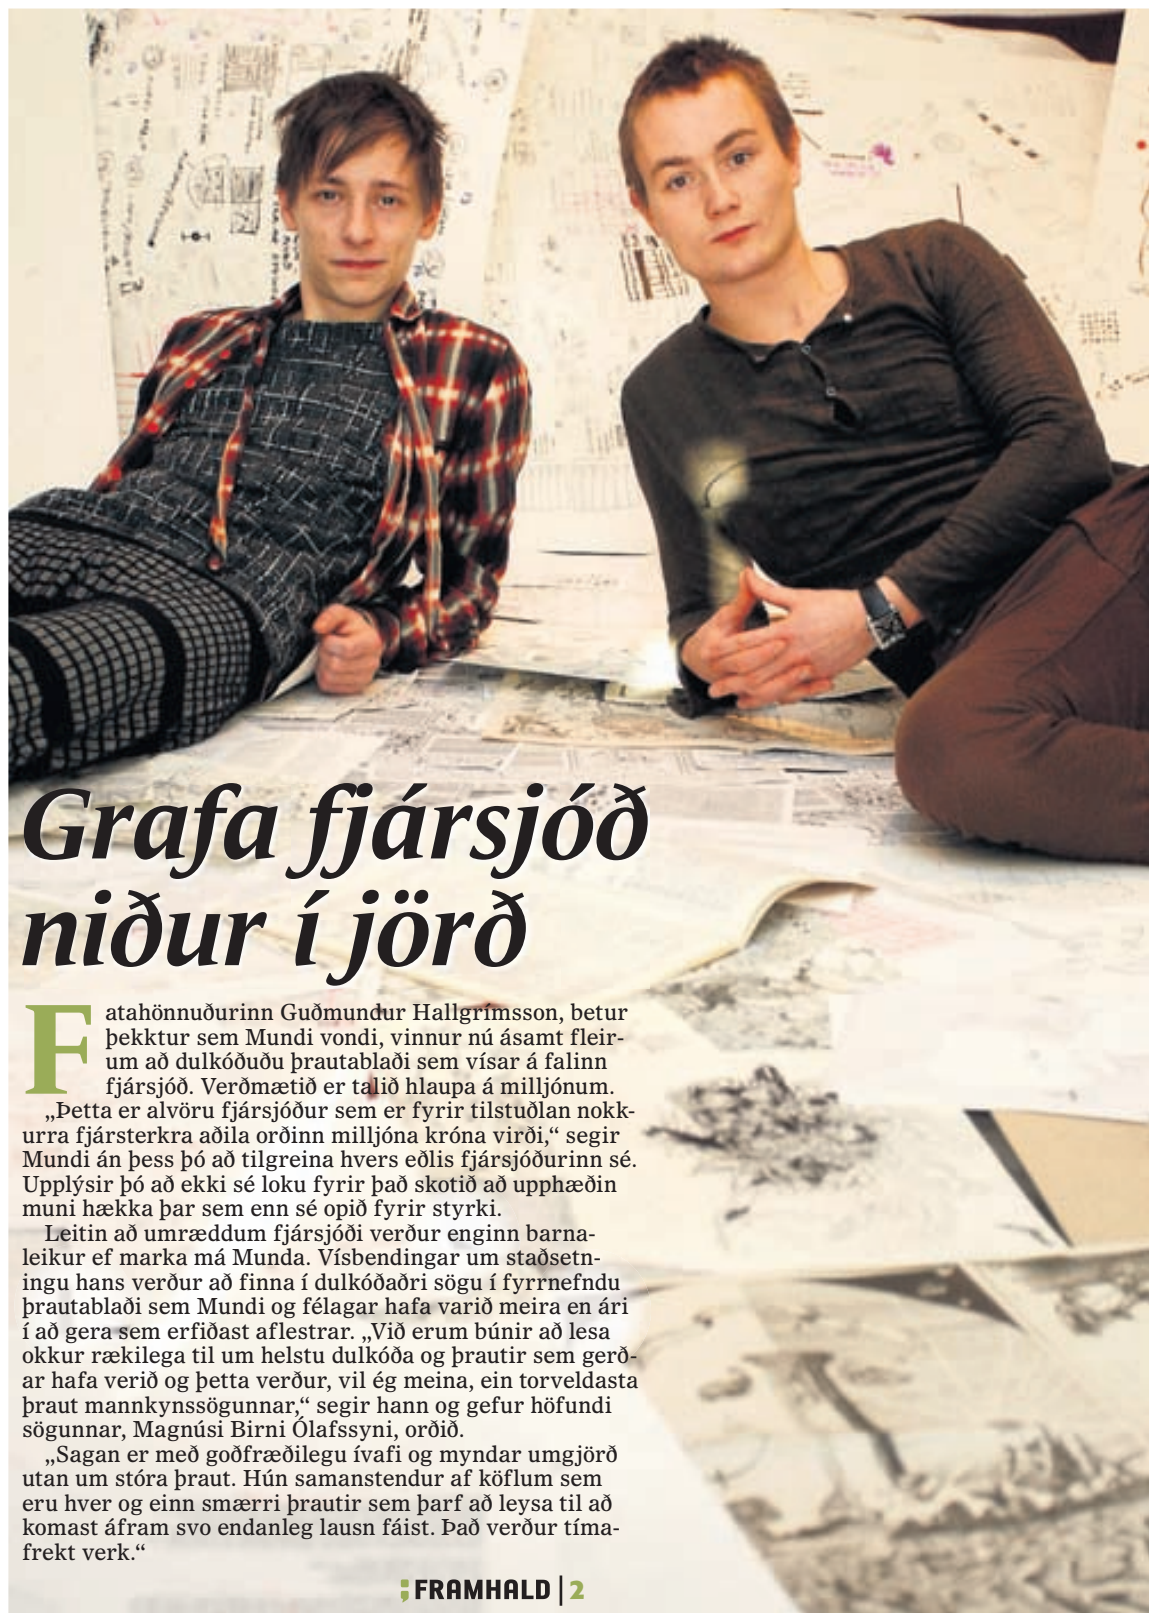 Grafa fjársjóð
niður í jörð
Fatahönnuðurinn Guðmundur Hallgrímsson, betur
þekktur sem Mundi vondi, vinnur nú ásamt fleir-
um að dulkóðuðu þrautablaði sem vísar á falinn
fjársjóð. Verðmætið er talið hlaupa á milljónum.
„Þetta er alvöru fjársjóður sem er fyrir tilstuðlan nokk-
urra fjársterkra aðila orðinn milljóna króna virði,“ segir
Mundi án þess þó að tilgreina hvers eðlis fjársjóðurinn sé.
Upplýsir þó að ekki sé loku fyrir það skotið að upphæðin
muni hækka þar sem enn sé opið fyrir styrki.
Leitin að umræddum fjársjóði verður enginn barna-
leikur ef marka má Munda. Vísbendingar um staðsetn-
ingu hans verður að finna í dulkóðaðri sögu í fyrrnefndu
þrautablaði sem Mundi og félagar hafa varið meira en ári
í að gera sem erfiðast aflestrar. „Við erum búnir að lesa
okkur rækilega til um helstu dulkóða og þrautir sem gerð-
ar hafa verið og þetta verður, vil ég meina, ein torveldasta
þraut mannkynssögunnar,“ segir hann og gefur höfundi
sögunnar, Magnúsi Birni Ólafssyni, orðið.
„Sagan er með goðfræðilegu ívafi og myndar umgjörð
utan um stóra þraut. Hún samanstendur af köflum sem
eru hver og einn smærri þrautir sem þarf að leysa til að
komast áfram svo endanleg lausn fáist. Það verður tíma-
frekt verk.“
;FRAMHALD | 2